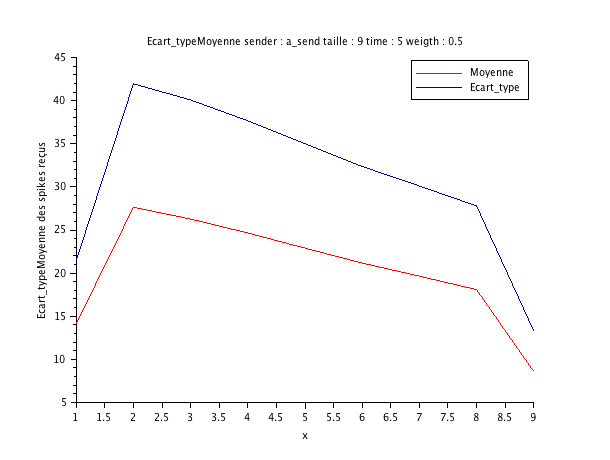 Ecart_typeMoyenne sender : a_send taille : 9 time : 5 weigth : 0.5
Moyenne
Ecart_type
Ecart_typeMoyenne des spikes reçus
45
40
35
30
25
20
15
10
5
1 1.5 2 2.5 3 3.5 4 4.5 5 5.5 6 6.5 7 7.5 8 8.5 9
x